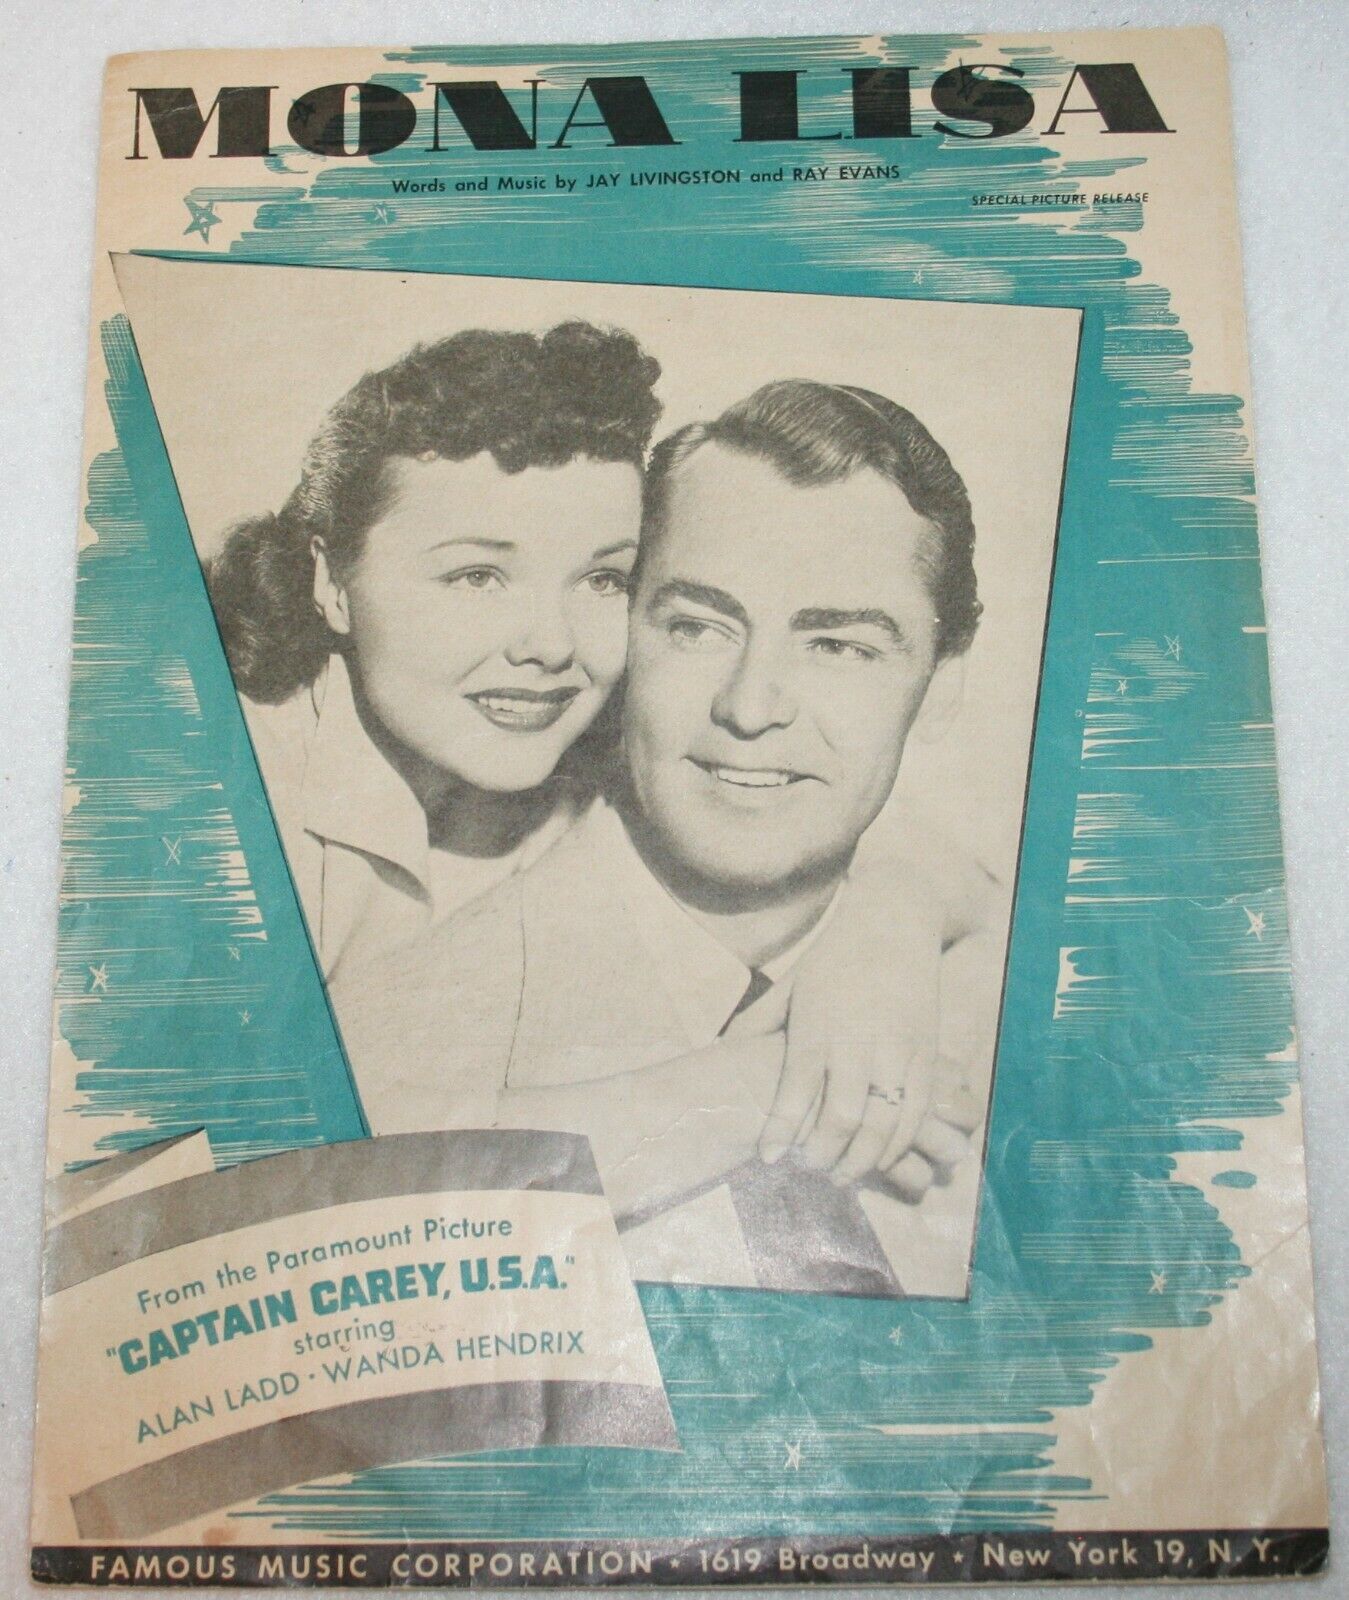 MONA LISA
Words and Music by JAY LIVINGSTON and RAY EVANS
SPECIAL PICTURE RELEASE
From the Paramount Picture
"CAPTAIN CAREY, U.S.A."
starring
ALAN LADD · WANDA HENDRIX
FAMOUS MUSIC CORPORATION ★ 1619 Broadway ★ New York 19, N. Y.